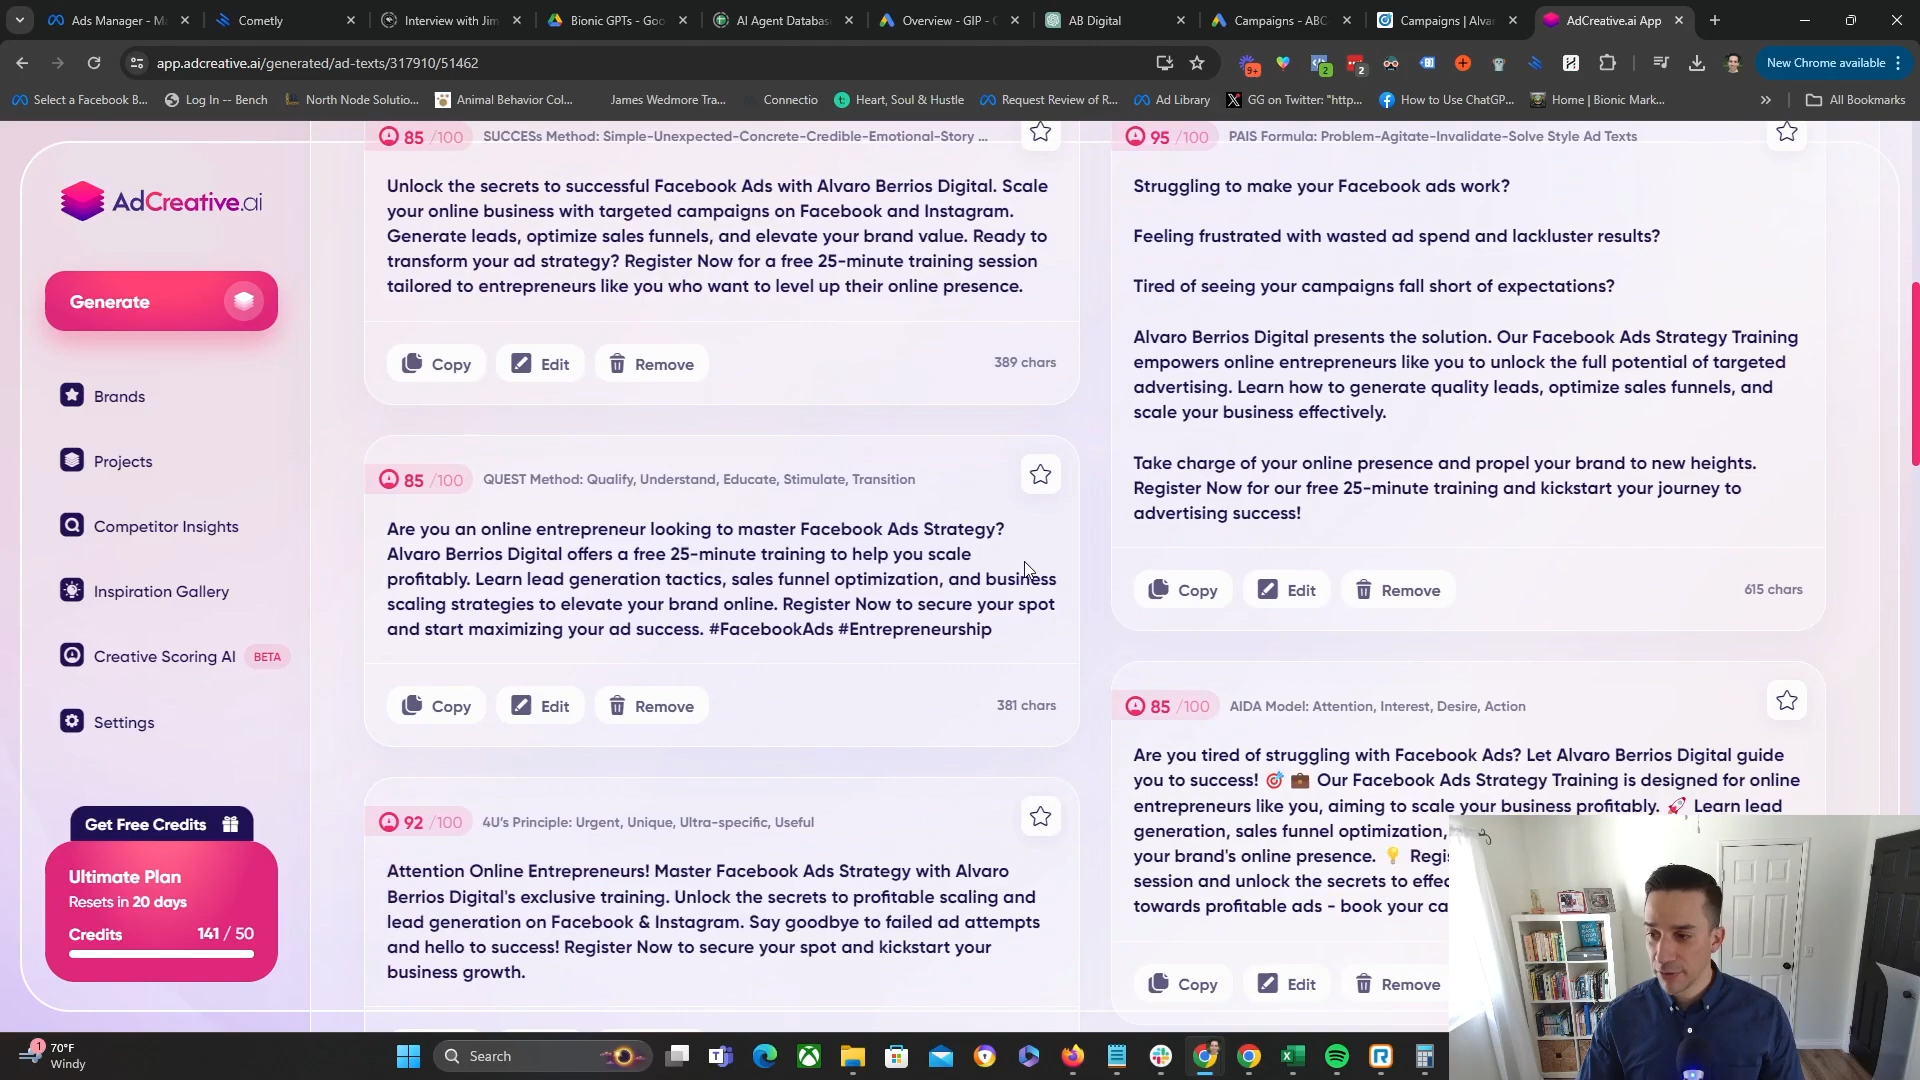 Ads Manager - M
Cometly
Interview with Jim
Bionic GPTs - Goo
AI Agent Databas
Overview - GIP - G
AB Digital
Campaigns - ABC
Campaigns | Alvar
AdCreative.ai App
app.adcreative.ai/generated/ad-texts/317910/51462
9+
2
2
New Chrome available
Select a Facebook B...
Log In -- Bench
North Node Solutio...
Animal Behavior Col...
James Wedmore Tra...
Connectio
Heart, Soul & Hustle
Request Review of R...
Ad Library
GG on Twitter: "http...
How to Use ChatGP...
Home | Bionic Mark...
All Bookmarks
AdCreative.ai
Generate
Brands
Projects
Competitor Insights
Inspiration Gallery
Creative Scoring AI BETA
Settings
Get Free Credits
Ultimate Plan
Resets in 20 days
Credits 141 / 50
85 /100 SUCCESs Method: Simple-Unexpected-Concrete-Credible-Emotional-Story ...
Unlock the secrets to successful Facebook Ads with Alvaro Berrios Digital. Scale
your online business with targeted campaigns on Facebook and Instagram.
Generate leads, optimize sales funnels, and elevate your brand value. Ready to
transform your ad strategy? Register Now for a free 25-minute training session
tailored to entrepreneurs like you who want to level up their online presence.
Copy Edit Remove 389 chars
85 /100 QUEST Method: Qualify, Understand, Educate, Stimulate, Transition
Are you an online entrepreneur looking to master Facebook Ads Strategy?
Alvaro Berrios Digital offers a free 25-minute training to help you scale
profitably. Learn lead generation tactics, sales funnel optimization, and business
scaling strategies to elevate your brand online. Register Now to secure your spot
and start maximizing your ad success. #FacebookAds #Entrepreneurship
Copy Edit Remove 381 chars
92 /100 4U's Principle: Urgent, Unique, Ultra-specific, Useful
Attention Online Entrepreneurs! Master Facebook Ads Strategy with Alvaro
Berrios Digital's exclusive training. Unlock the secrets to profitable scaling and
lead generation on Facebook & Instagram. Say goodbye to failed ad attempts
and hello to success! Register Now to secure your spot and kickstart your
business growth.
95 /100 PAIS Formula: Problem-Agitate-Invalidate-Solve Style Ad Texts
Struggling to make your Facebook ads work?
Feeling frustrated with wasted ad spend and lackluster results?
Tired of seeing your campaigns fall short of expectations?
Alvaro Berrios Digital presents the solution. Our Facebook Ads Strategy Training
empowers online entrepreneurs like you to unlock the full potential of targeted
advertising. Learn how to generate quality leads, optimize sales funnels, and
scale your business effectively.
Take charge of your online presence and propel your brand to new heights.
Register Now for our free 25-minute training and kickstart your journey to
advertising success!
Copy Edit Remove 615 chars
85 /100 AIDA Model: Attention, Interest, Desire, Action
Are you tired of struggling with Facebook Ads? Let Alvaro Berrios Digital guide
you to success! 🎯 💼 Our Facebook Ads Strategy Training is designed for online
entrepreneurs like you, aiming to scale your business profitably. 🚀 Learn lead
generation, sales funnel optimization,
your brand's online presence. 💡 Regi
session and unlock the secrets to effec
towards profitable ads - book your ca
Copy Edit Remove
1
70°F
Windy
Search